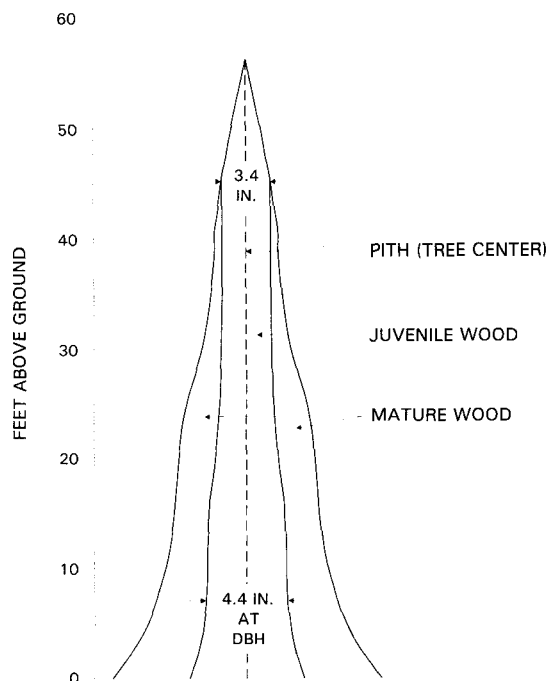 60
50
3.4
IN.
40
PITH (TREE CENTER)
FEET ABOVE GROUND
JUVENILE WOOD
30
MATURE WOOD
20
10
4.4 IN.
AT
DBH
0